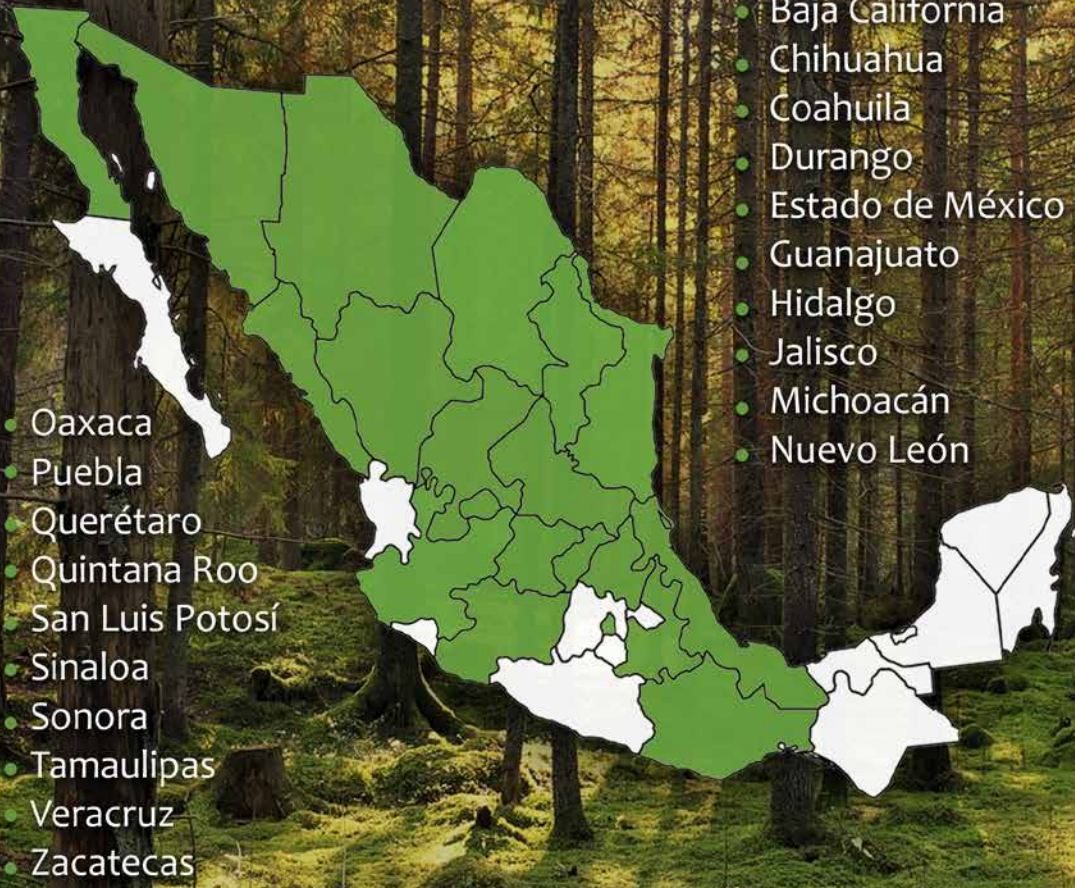 Baja California
Chihuahua
Coahuila
Durango
Estado de México
Guanajuato
Hidalgo
Jalisco
Michoacán
Nuevo León
Oaxaca
Puebla
Querétaro
Quintana Roo
San Luis Potosí
Sinaloa
Sonora
Tamaulipas
Veracruz
Zacatecas